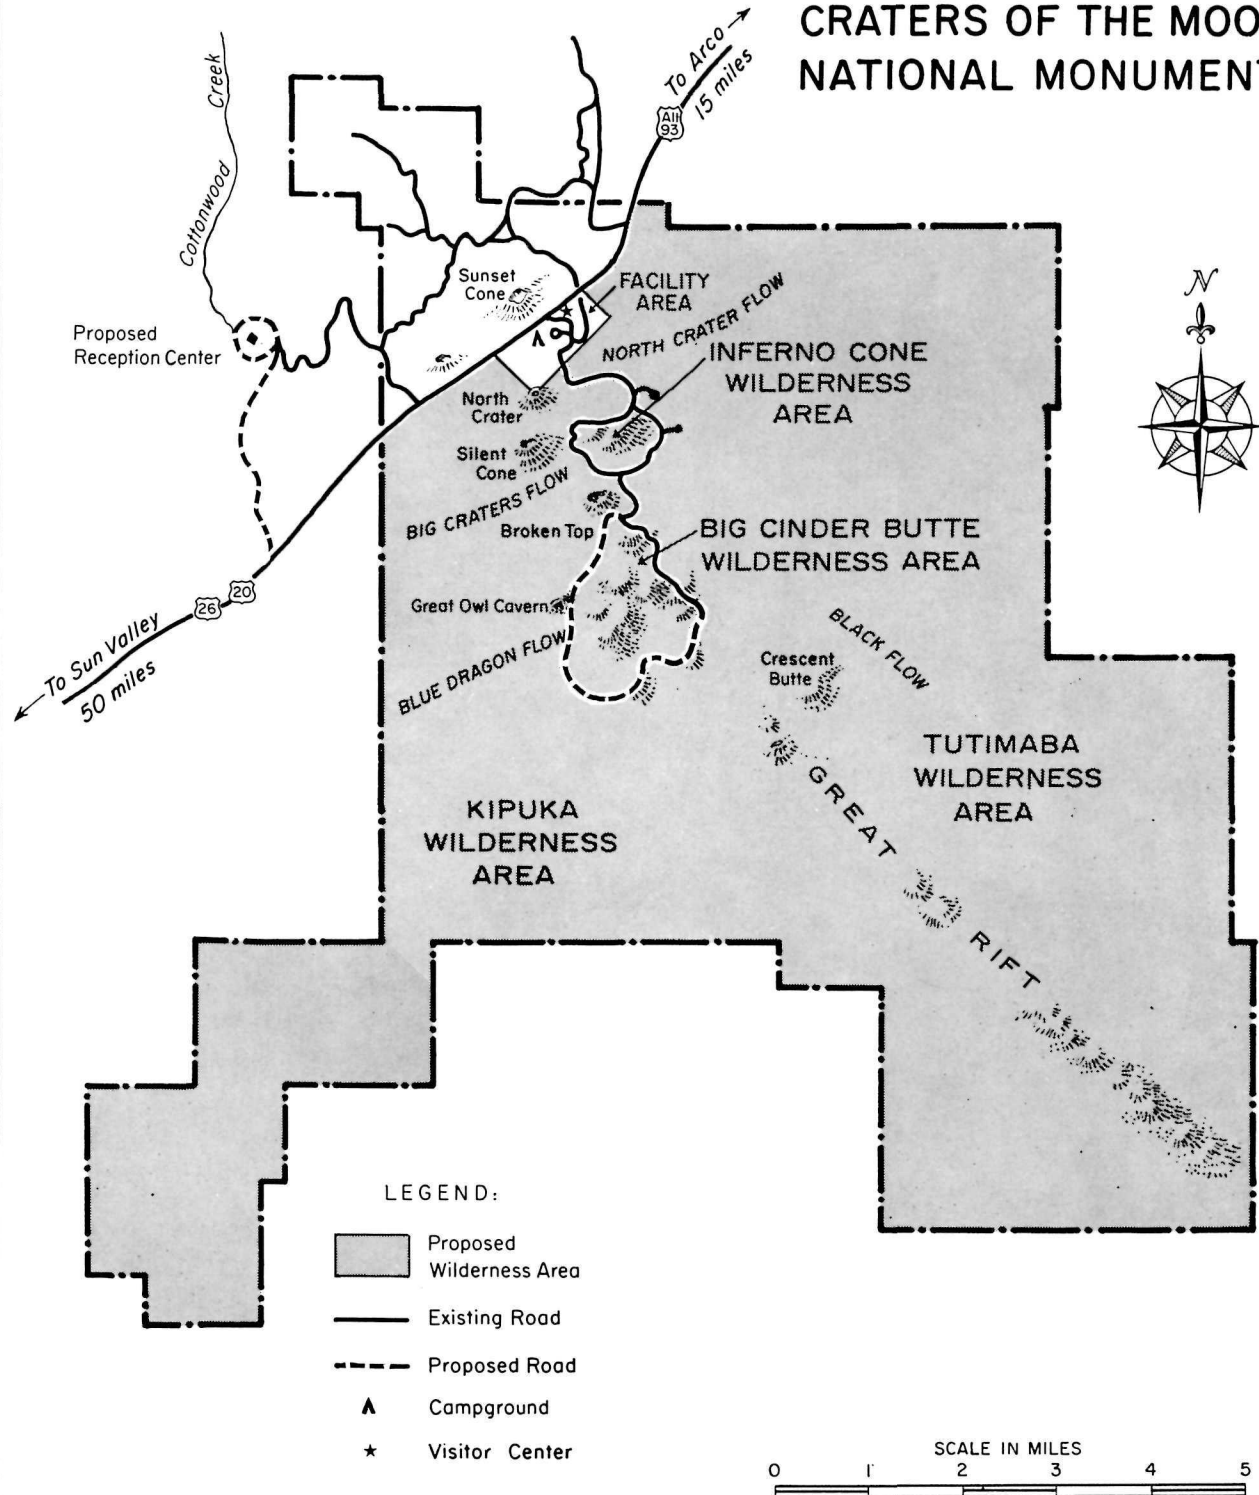 CRATERS OF THE MOO
NATIONAL MONUMENT
To Arco
15 miles
Alt
93
Cottonwood Creek
Proposed
Reception Center
Sunset
Cone
FACILITY
AREA
NORTH CRATER FLOW
INFERNO CONE
WILDERNESS
AREA
N
North
Crater
Silent
Cone
BIG CRATERS FLOW
Broken Top
BIG CINDER BUTTE
WILDERNESS AREA
20
26
To Sun Valley
50 miles
Great Owl Cavern
BLUE DRAGON FLOW
BLACK FLOW
Crescent
Butte
TUTIMABA
WILDERNESS
AREA
GREAT RIFT
KIPUKA
WILDERNESS
AREA
LEGEND:
Proposed
Wilderness Area
Existing Road
Proposed Road
Campground
Visitor Center
SCALE IN MILES
0 1 2 3 4 5